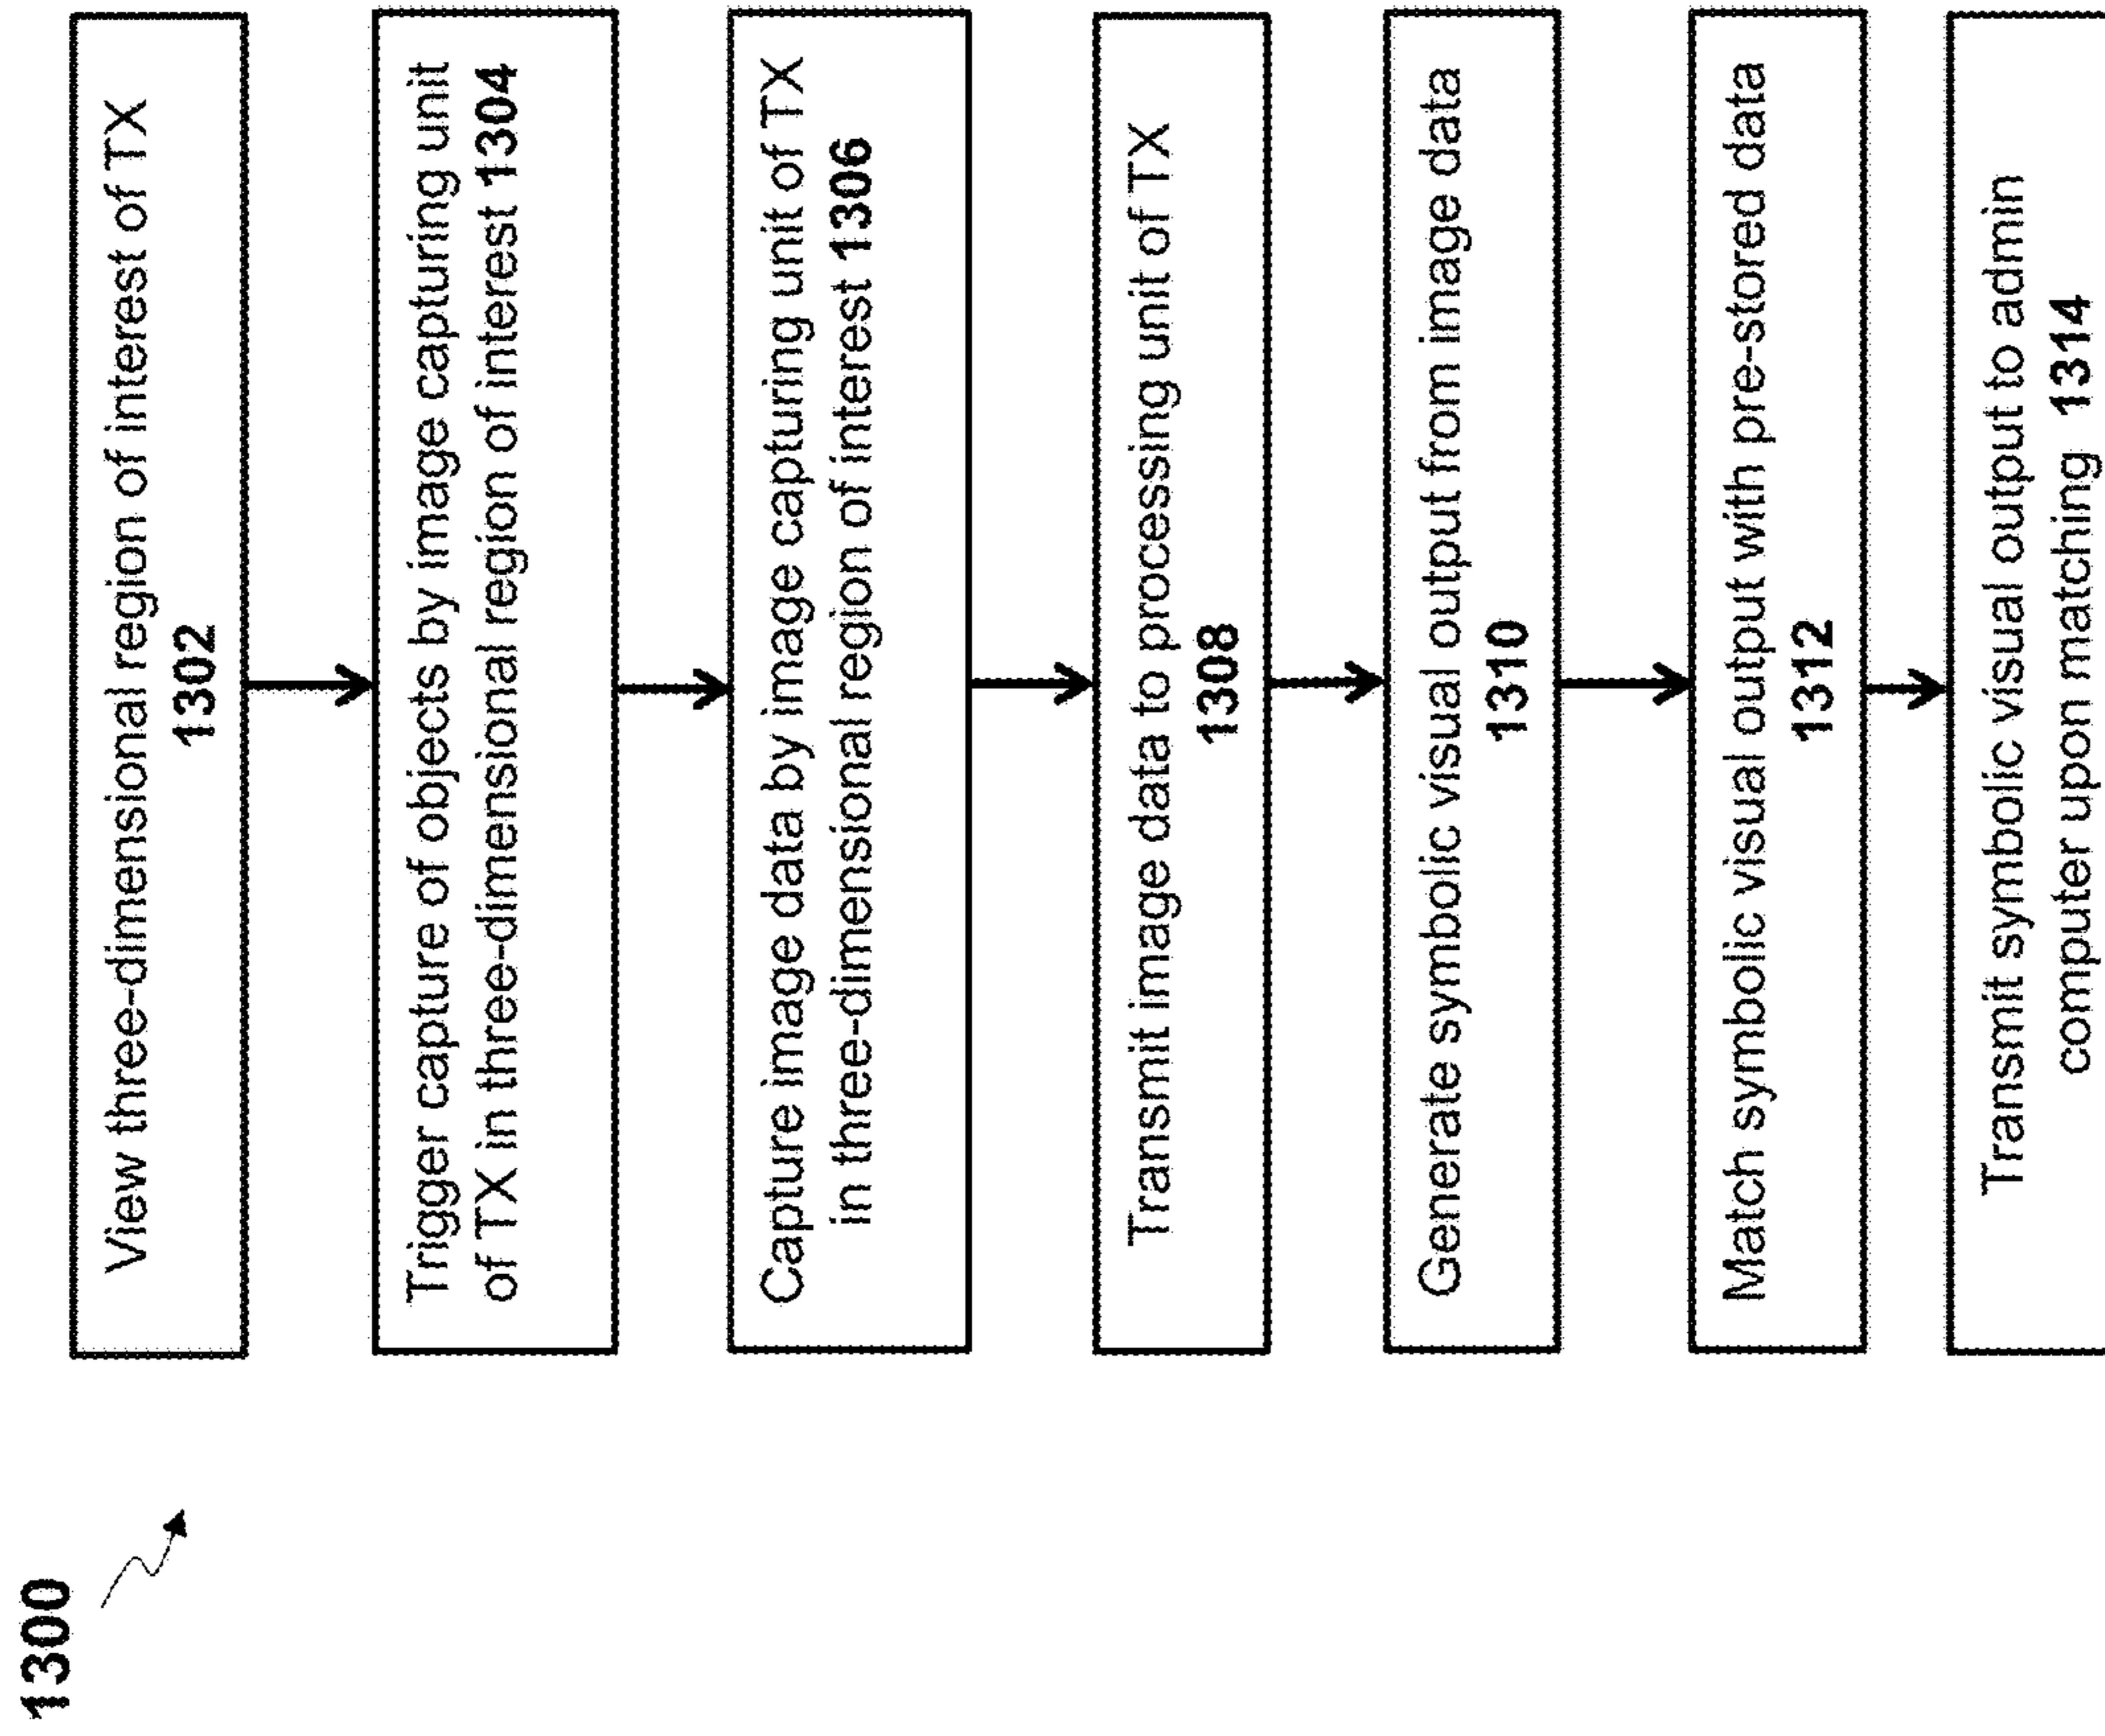 1300
View three-dimensional region of interest of TX
1302
Trigger capture of objects by image capturing unit
of TX in three-dimensional region of interest 1304
Capture image data by image capturing unit of TX
in three-dimensional region of interest 1306
Transmit image data to processing unit of TX
1308
Generate symbolic visual output from image data
1310
Match symbolic visual output with pre-stored data
1312
Transmit symbolic visual output to admin
computer upon matching 1314